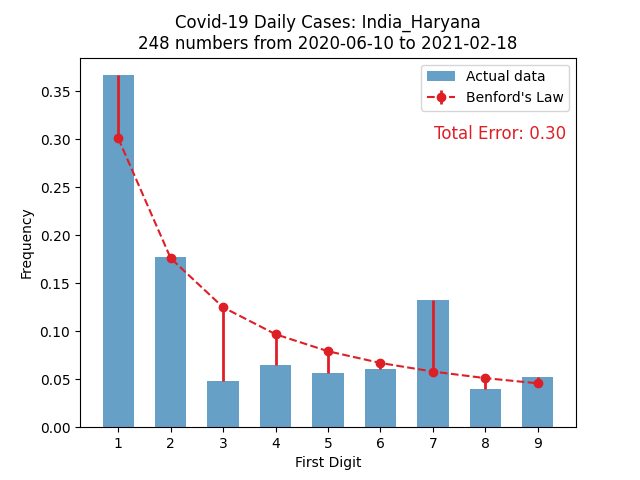 Covid-19 Daily Cases: India_Haryana
248 numbers from 2020-06-10 to 2021-02-18
Actual data
Benford's Law
Total Error: 0.30
Frequency
0.35
0.30
0.25
0.20
0.15
0.10
0.05
0.00
1 2 3 4 5 6 7 8 9
First Digit